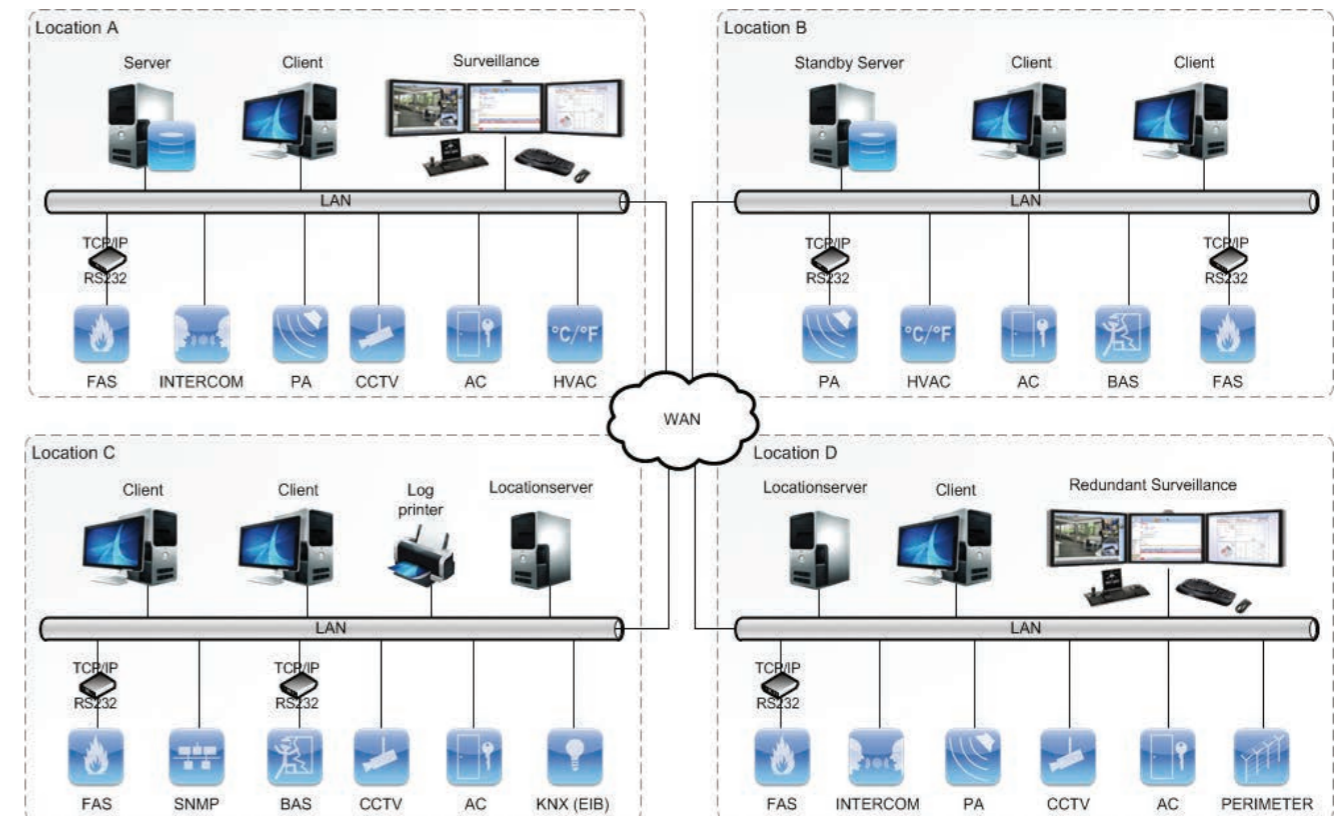 Location A
Server
Client
Surveillance
LAN
TCP/IP
RS232
FAS
INTERCOM
PA
CCTV
AC
°C/°F
HVAC
Location B
Standby Server
Client
Client
LAN
TCP/IP
RS232
TCP/IP
RS232
PA
°C/°F
HVAC
AC
BAS
FAS
WAN
Location C
Client
Client
Log
printer
Locationserver
LAN
TCP/IP
RS232
TCP/IP
RS232
FAS
SNMP
BAS
CCTV
AC
KNX (EIB)
Location D
Locationserver
Client
Redundant Surveillance
LAN
TCP/IP
RS232
FAS
INTERCOM
PA
CCTV
AC
PERIMETER